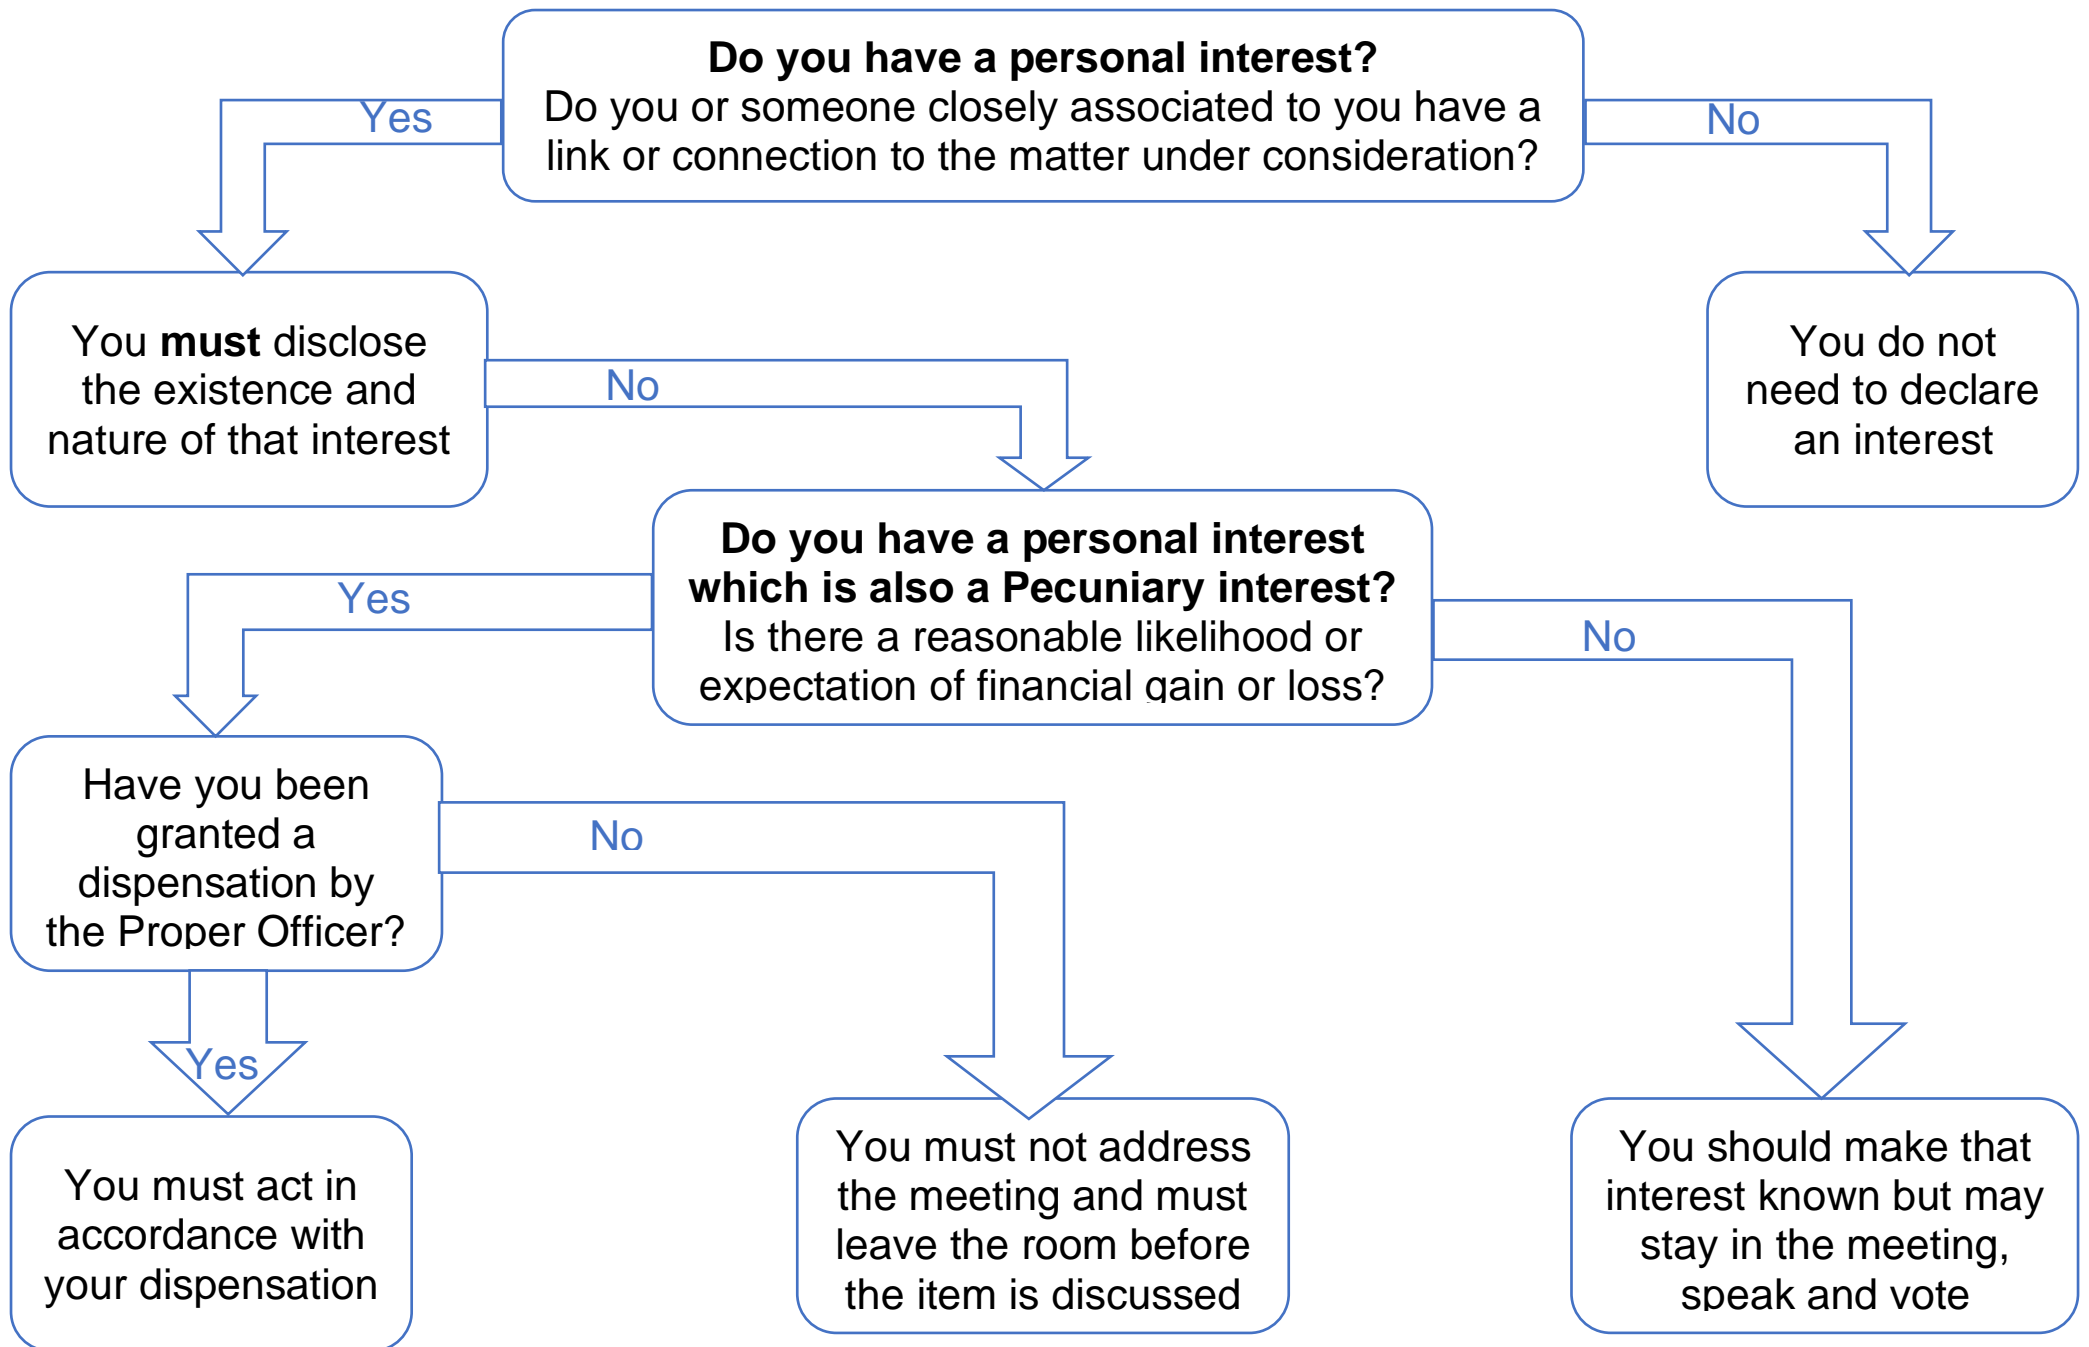 Do you have a personal interest?
Do you or someone closely associated to you have a
link or connection to the matter under consideration?
Yes
No
You must disclose
the existence and
nature of that interest
No
You do not
need to declare
an interest
Do you have a personal interest
which is also a Pecuniary interest?
Is there a reasonable likelihood or
expectation of financial gain or loss?
Yes
No
Have you been
granted a
dispensation by
the Proper Officer?
No
Yes
You must act in
accordance with
your dispensation
You must not address
the meeting and must
leave the room before
the item is discussed
You should make that
interest known but may
stay in the meeting,
speak and vote